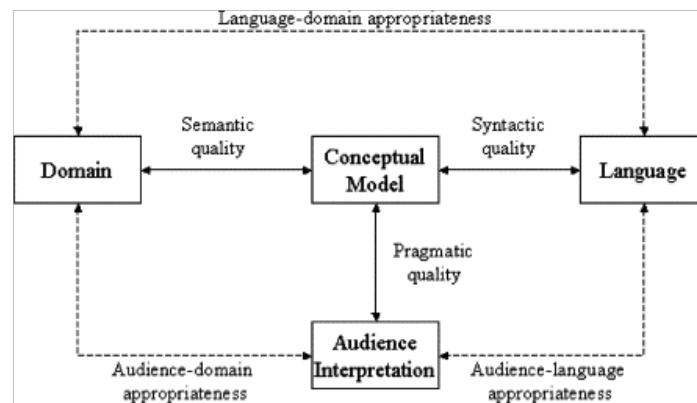 Language-domain appropriateness
Semantic
quality
Syntactic
quality
Domain
Conceptual
Model
Language
Pragmatic
quality
Audience
Interpretation
Audience-domain
appropriateness
Audience-language
appropriateness